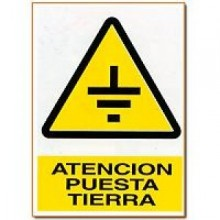 ATENCION
PUESTA
TIERRA